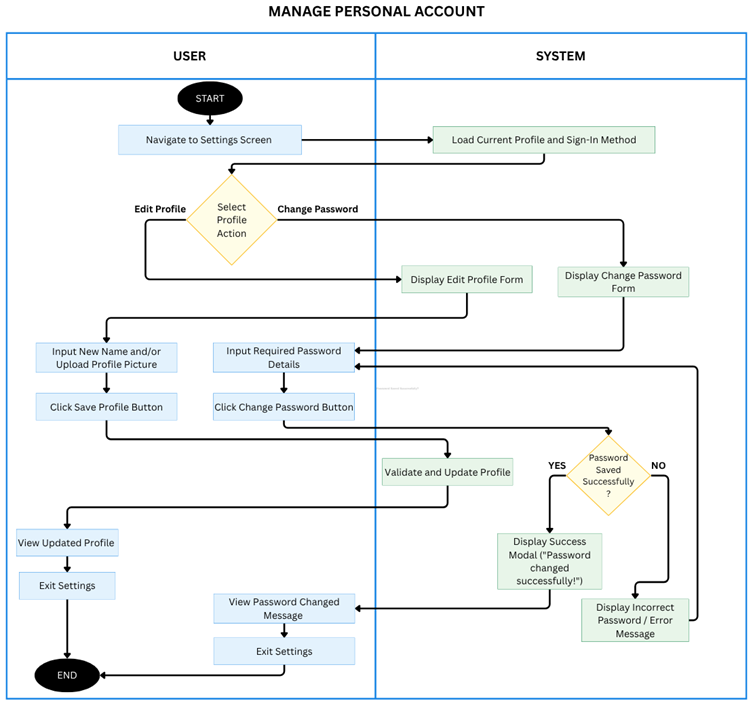 MANAGE PERSONAL ACCOUNT
USER
SYSTEM
START
Navigate to Settings Screen
Load Current Profile and Sign-In Method
Edit Profile
Select
Profile
Action
Change Password
Display Edit Profile Form
Display Change Password
Form
Input New Name and/or
Upload Profile Picture
Input Required Password
Details
Click Save Profile Button
Click Change Password Button
Validate and Update Profile
YES
Password
Saved
Successfully
?
NO
View Updated Profile
Display Success
Modal ("Password
changed
successfully!")
Exit Settings
View Password Changed
Message
Display Incorrect
Password / Error
Message
Exit Settings
END